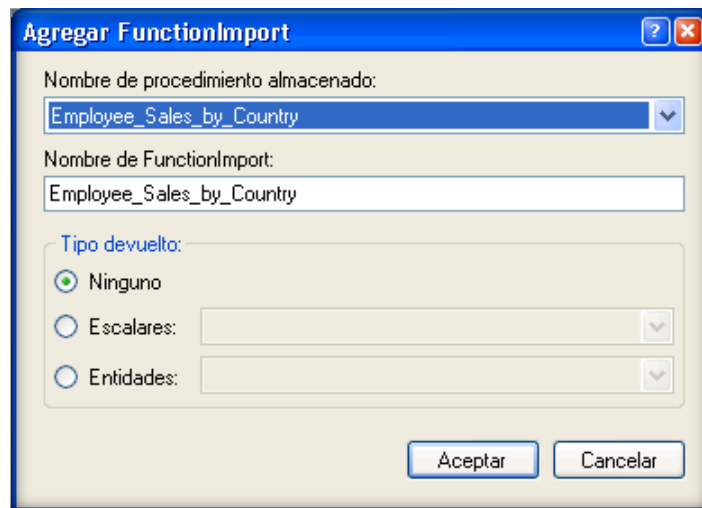 Agregar FunctionImport
Nombre de procedimiento almacenado:
Employee_Sales_by_Country
Nombre de FunctionImport:
Employee_Sales_by_Country
Tipo devuelto:
Ninguno
Escalares:
Entidades:
Aceptar Cancelar